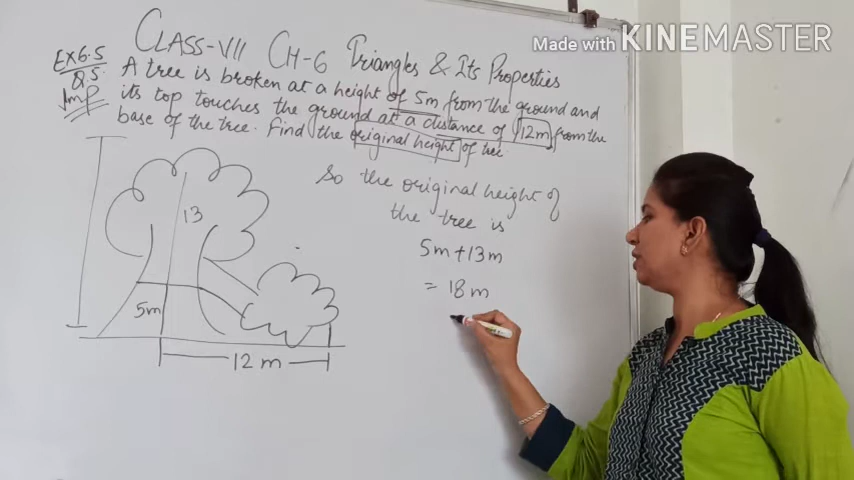 Made with KINEMASTER
CLASS-VII CH-6 Triangles & Its Properties
EX 6.5
Q.5.
Imp
A tree is broken at a height of 5m from the ground and
its top touches the ground at a distance of 12m from the
base of the tree. Find the original height of tree.
So the original height of
the tree is
5m+13m
= 18m
13
5m
12 m